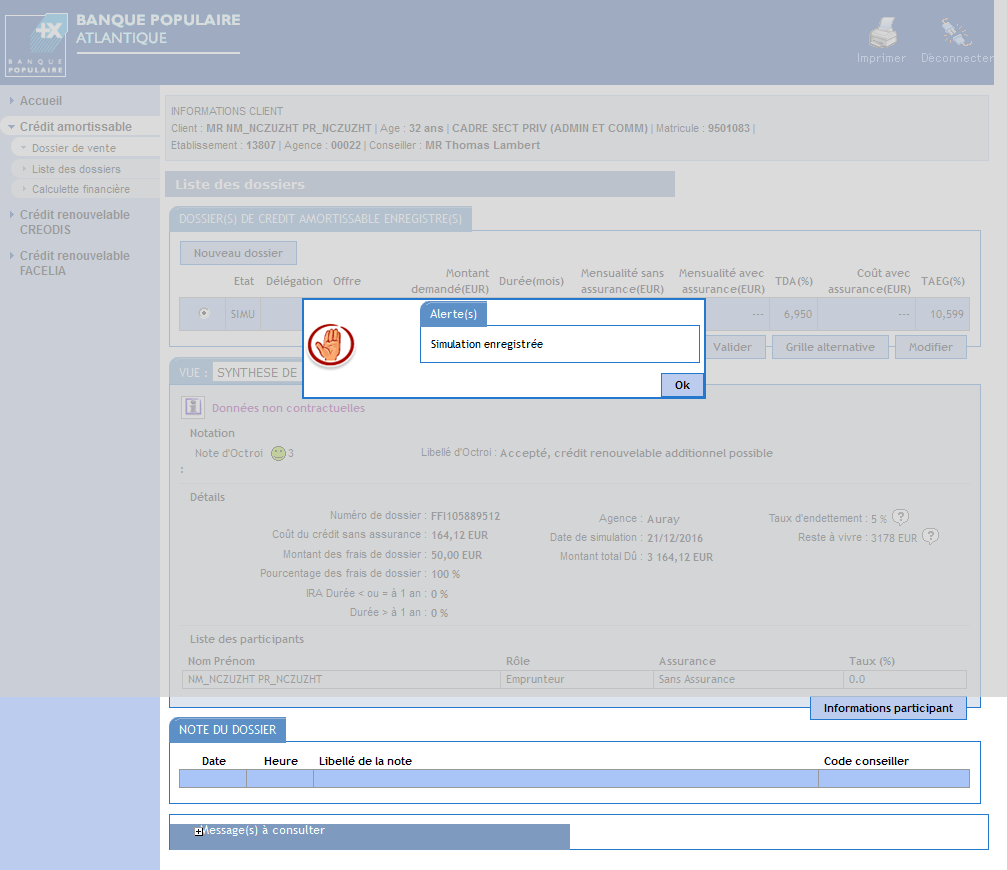 BANQUE POPULAIRE
ATLANTIQUE
BANQUE
POPULAIRE
Imprimer Déconnecter
Accueil
Crédit amortissable
Dossier de vente
Liste des dossiers
Calculette financière
Crédit renouvelable
CREODIS
Crédit renouvelable
FACELIA
INFORMATIONS CLIENT
Client : MR NM_NCZUZHT PR_NCZUZHT | Age : 32 ans | CADRE SECT PRIV (ADMIN ET COMM) | Matricule : 9501083 |
Etablissement : 13807 | Agence : 00022 | Conseiller : MR Thomas Lambert
Liste des dossiers
DOSSIER(S) DE CREDIT AMORTISSABLE ENREGISTRE(S)
Nouveau dossier
Etat Délégation Offre Montant demandé(EUR) Durée(mois) Mensualité sans assurance(EUR) Mensualité avec assurance(EUR) TDA(%) Coût avec assurance(EUR) TAEG(%)
SIMU --- 6,950 --- 10,599
Valider Grille alternative Modifier
Alerte(s)
Simulation enregistrée
Ok
VUE : SYNTHESE DE
Données non contractuelles
Notation
Note d'Octroi 3 Libellé d'Octroi : Accepté, crédit renouvelable additionnel possible
:
Détails
Numéro de dossier : FFI105889512 Agence : Auray Taux d'endettement : 5 % ?
Coût du crédit sans assurance : 164,12 EUR Date de simulation : 21/12/2016 Reste à vivre : 3178 EUR ?
Montant des frais de dossier : 50,00 EUR Montant total Dû : 3 164,12 EUR
Pourcentage des frais de dossier : 100 %
IRA Durée < ou = à 1 an : 0 %
Durée > à 1 an : 0 %
Liste des participants
Nom Prénom Rôle Assurance Taux (%)
NM_NCZUZHT PR_NCZUZHT Emprunteur Sans Assurance 0.0
Informations participant
NOTE DU DOSSIER
Date Heure Libellé de la note Code conseiller
Message(s) à consulter